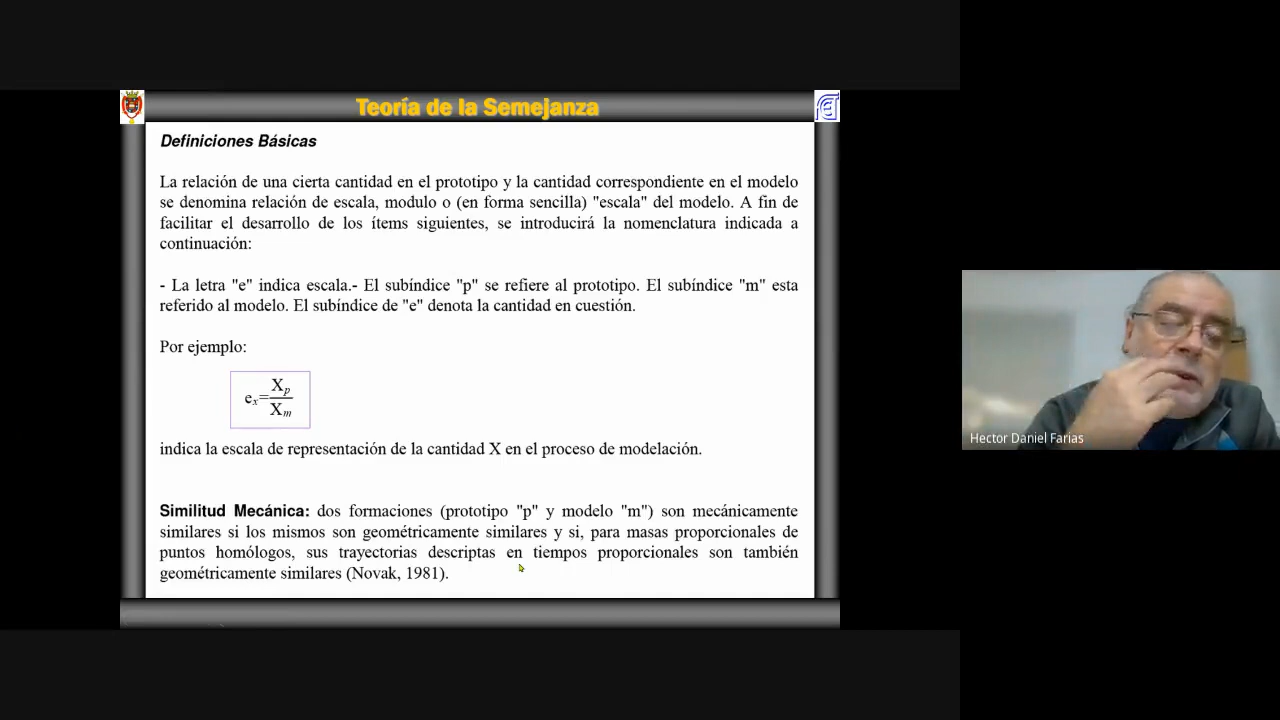 Teoría de la Semejanza
Definiciones Básicas
La relación de una cierta cantidad en el prototipo y la cantidad correspondiente en el modelo
se denomina relación de escala, modulo o (en forma sencilla) "escala" del modelo. A fin de
facilitar el desarrollo de los ítems siguientes, se introducirá la nomenclatura indicada a
continuación:
- La letra "e" indica escala.- El subíndice "p" se refiere al prototipo. El subíndice "m" esta
referido al modelo. El subíndice de "e" denota la cantidad en cuestión.
Por ejemplo:
eₓ=Xₚ/Xₘ
indica la escala de representación de la cantidad X en el proceso de modelación.
Similitud Mecánica: dos formaciones (prototipo "p" y modelo "m") son mecánicamente
similares si los mismos son geométricamente similares y si, para masas proporcionales de
puntos homólogos, sus trayectorias descriptas en tiempos proporcionales son también
geométricamente similares (Novak, 1981).
Hector Daniel Farias